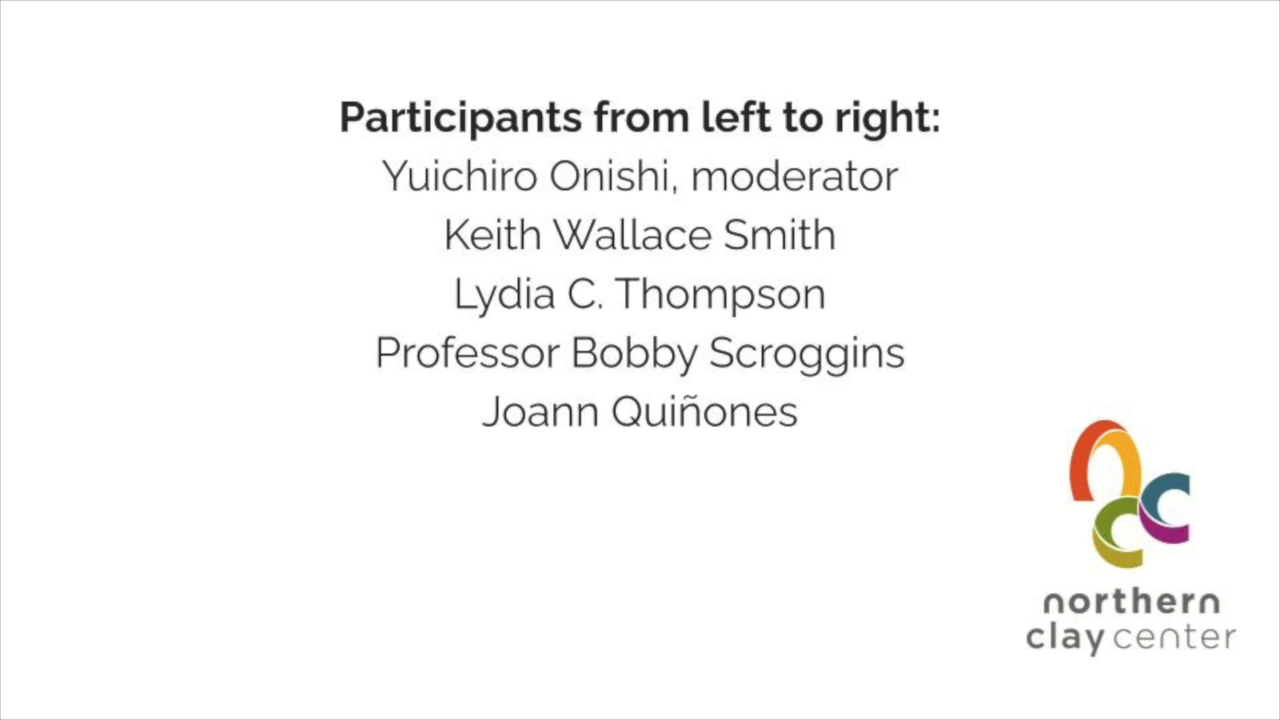 Participants from left to right:
Yuichiro Onishi, moderator
Keith Wallace Smith
Lydia C. Thompson
Professor Bobby Scroggins
Joann Quiñones
ncc
northern
clay center